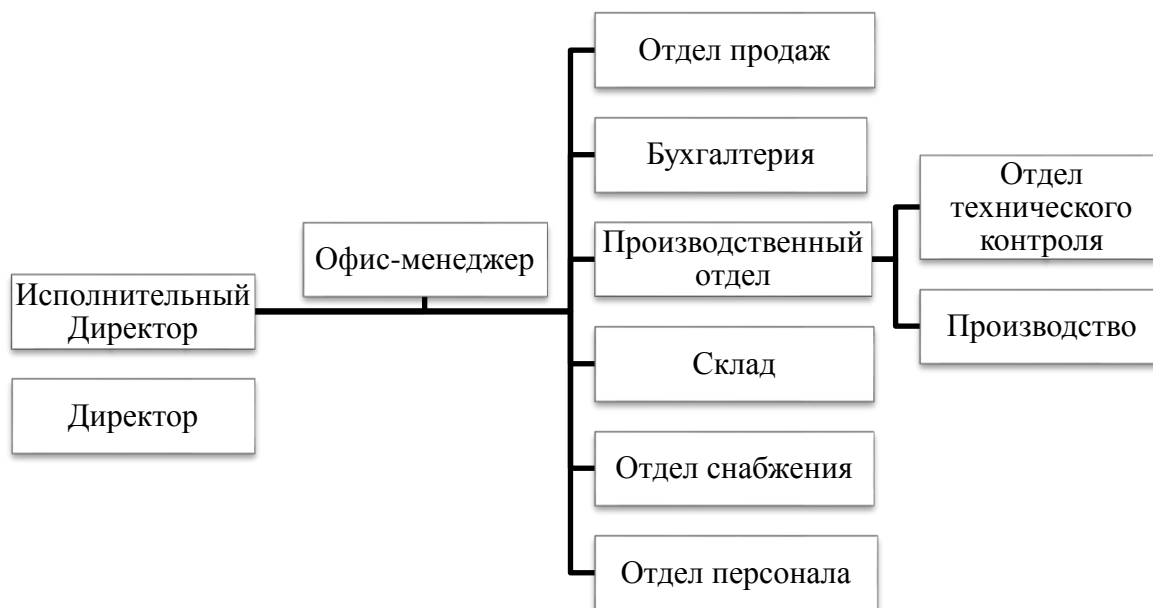 Исполнительный
Директор
Директор
Офис-менеджер
Отдел продаж
Бухгалтерия
Производственный
отдел
Склад
Отдел снабжения
Отдел персонала
Отдел
технического
контроля
Производство